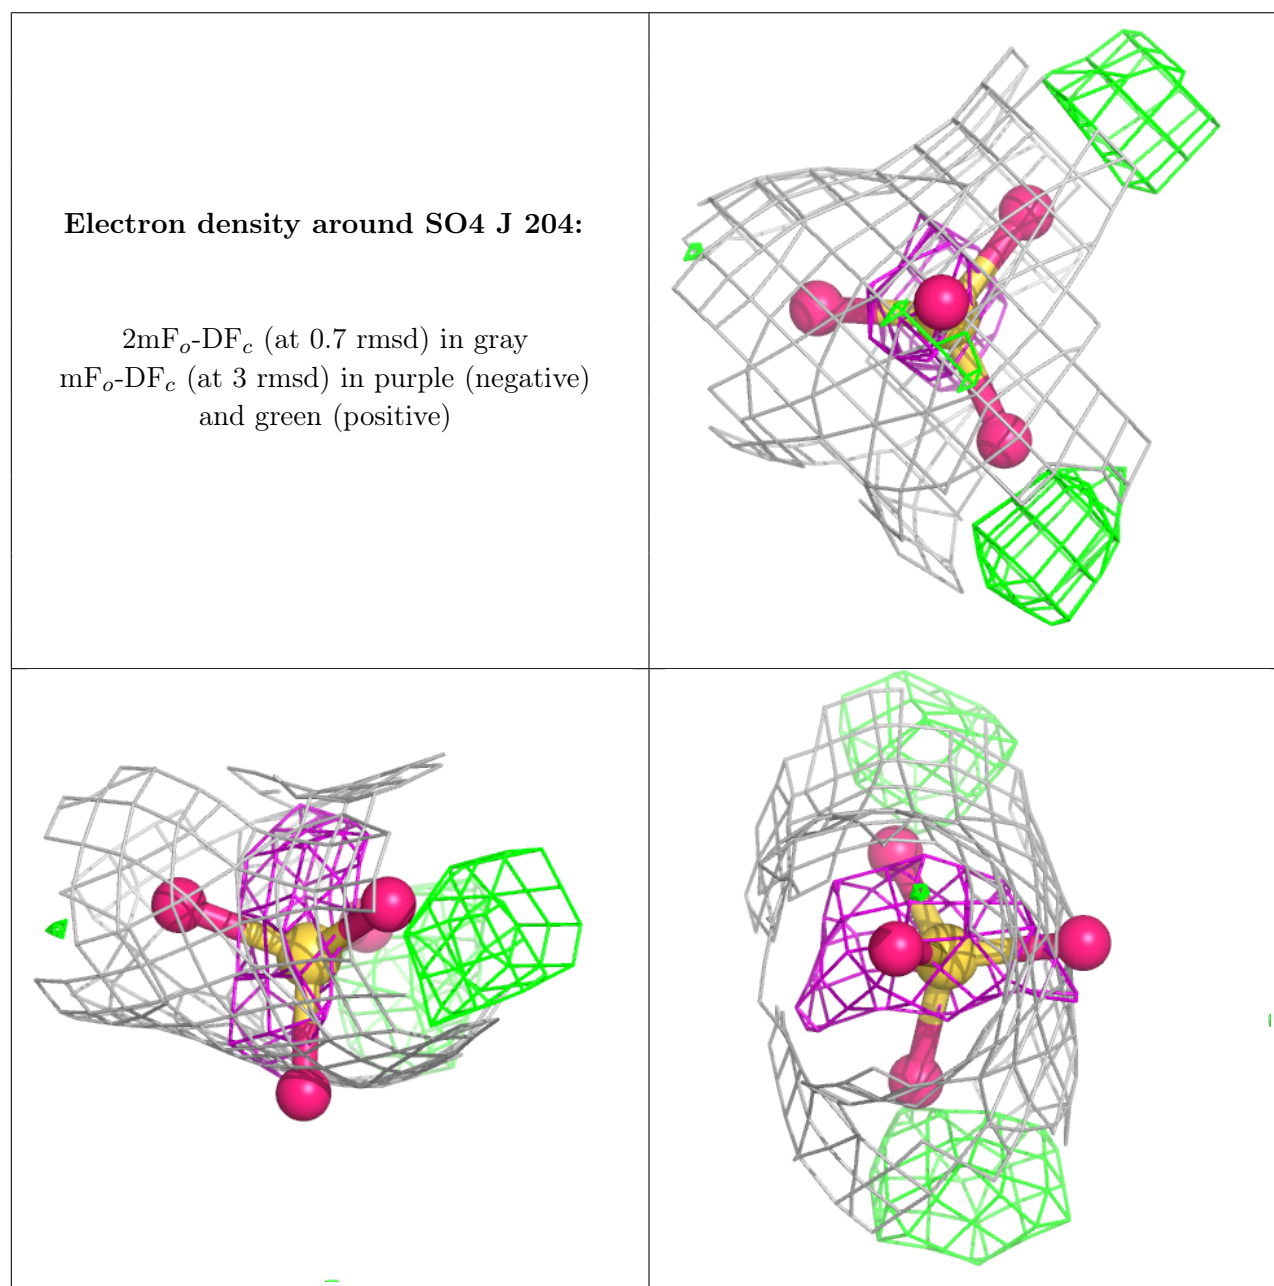 Electron density around SO4 J 204:
2mFo-DFc (at 0.7 rmsd) in gray
mFo-DFc (at 3 rmsd) in purple (negative)
and green (positive)